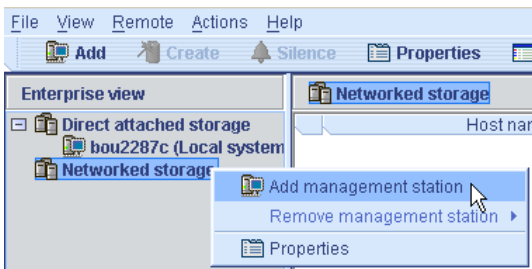 File View Remote Actions Help
Add Create Silence Properties
Enterprise view
Networked storage
Direct attached storage
Host nar
bou2287c (Local system
Networked storage
Add management station
Remove management station
Properties